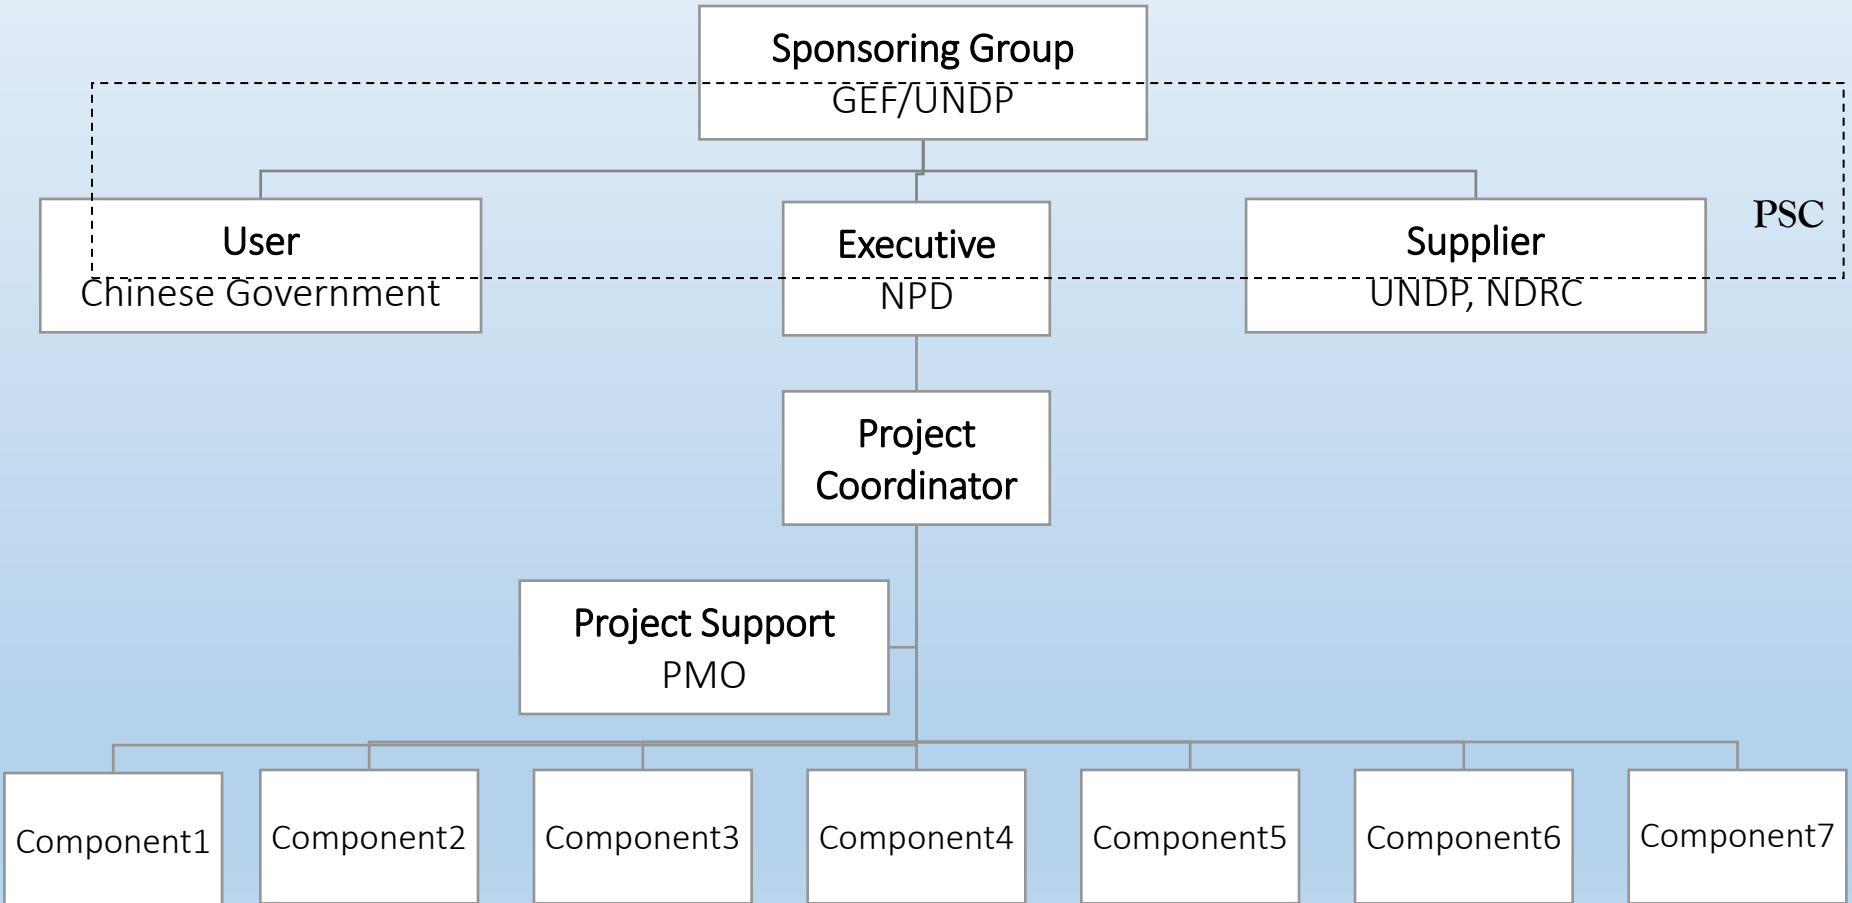 Sponsoring Group
GEF/UNDP
PSC
User
Chinese Government
Executive
NPD
Supplier
UNDP, NDRC
Project
Coordinator
Project Support
PMO
Component1
Component2
Component3
Component4
Component5
Component6
Component7